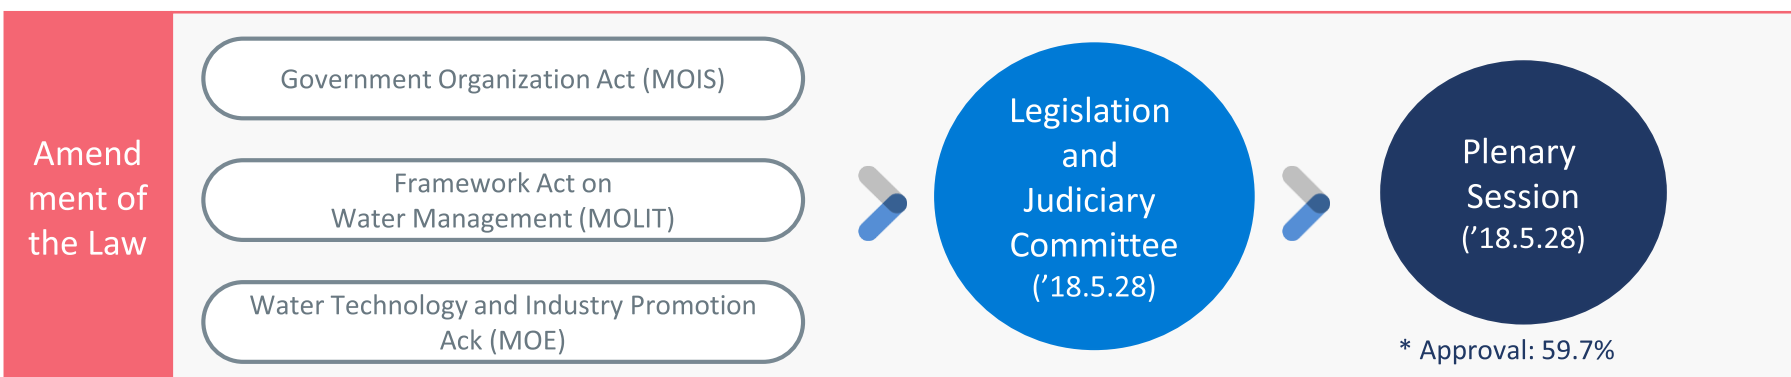 Amend
ment of
the Law
Government Organization Act (MOIS)
Framework Act on
Water Management (MOLIT)
Water Technology and Industry Promotion
Ack (MOE)
Legislation
and
Judiciary
Committee
(’18.5.28)
Plenary
Session
(’18.5.28)
* Approval: 59.7%